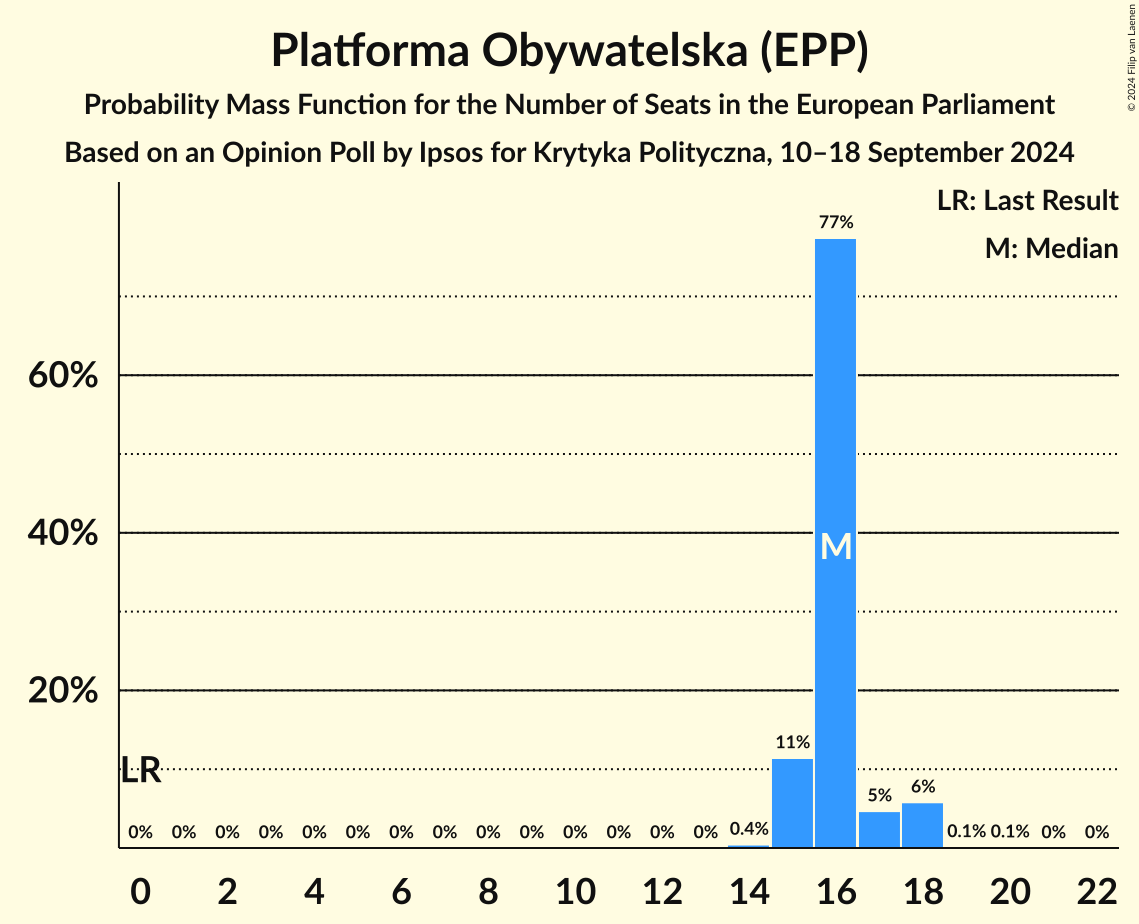 Platforma Obywatelska (EPP)
Probability Mass Function for the Number of Seats in the European Parliament
Based on an Opinion Poll by Ipsos for Krytyka Polityczna, 10–18 September 2024
© 2024 Filip van Laenen
LR: Last Result
M: Median
77%
60%
40%
M
20%
11%
LR
6%
5%
0% 0% 0% 0% 0% 0% 0% 0% 0% 0% 0% 0% 0% 0% 0.4% 0.1% 0.1% 0% 0%
0 2 4 6 8 10 12 14 16 18 20 22